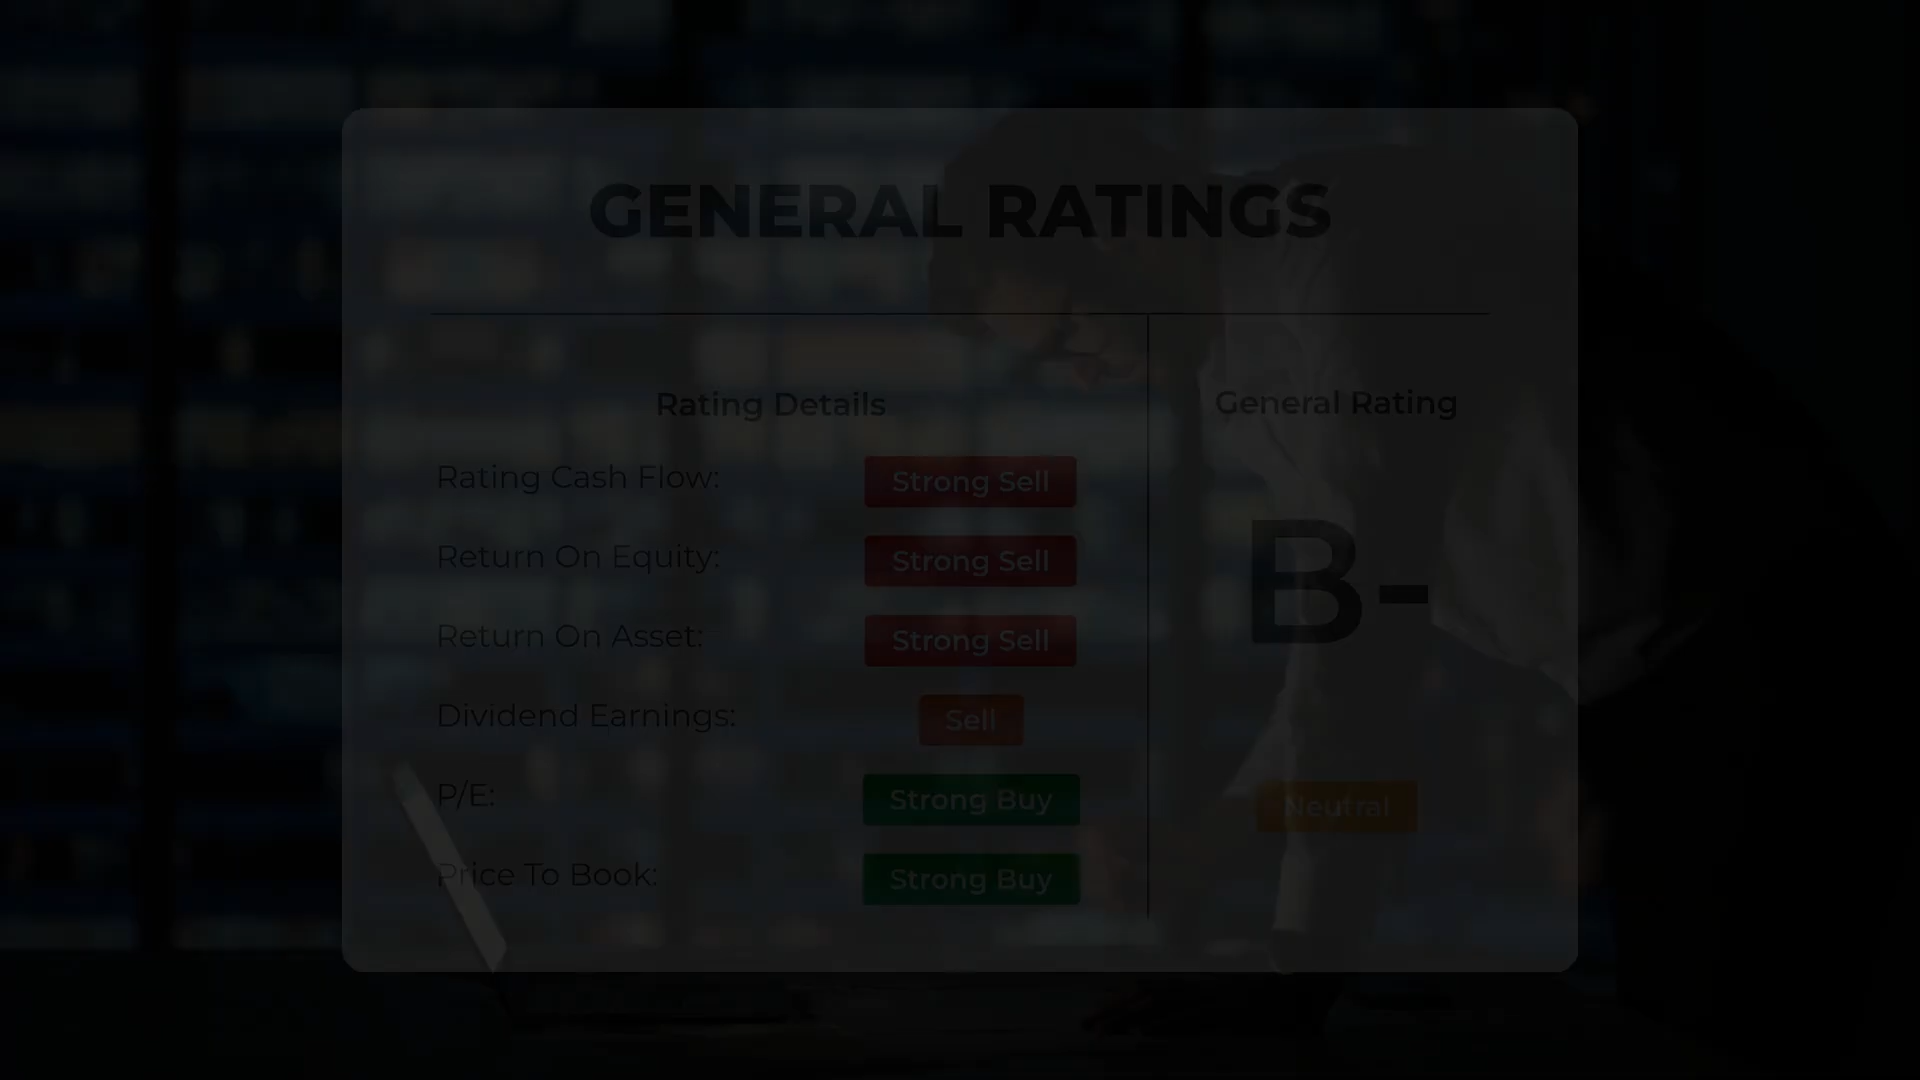 GENERAL RATINGS
Rating Details
General Rating
Rating Cash Flow: Strong Sell
Return On Equity: Strong Sell
Return On Asset: Strong Sell
Dividend Earnings: Sell
P/E: Strong Buy
Price To Book: Strong Buy
B-
Neutral